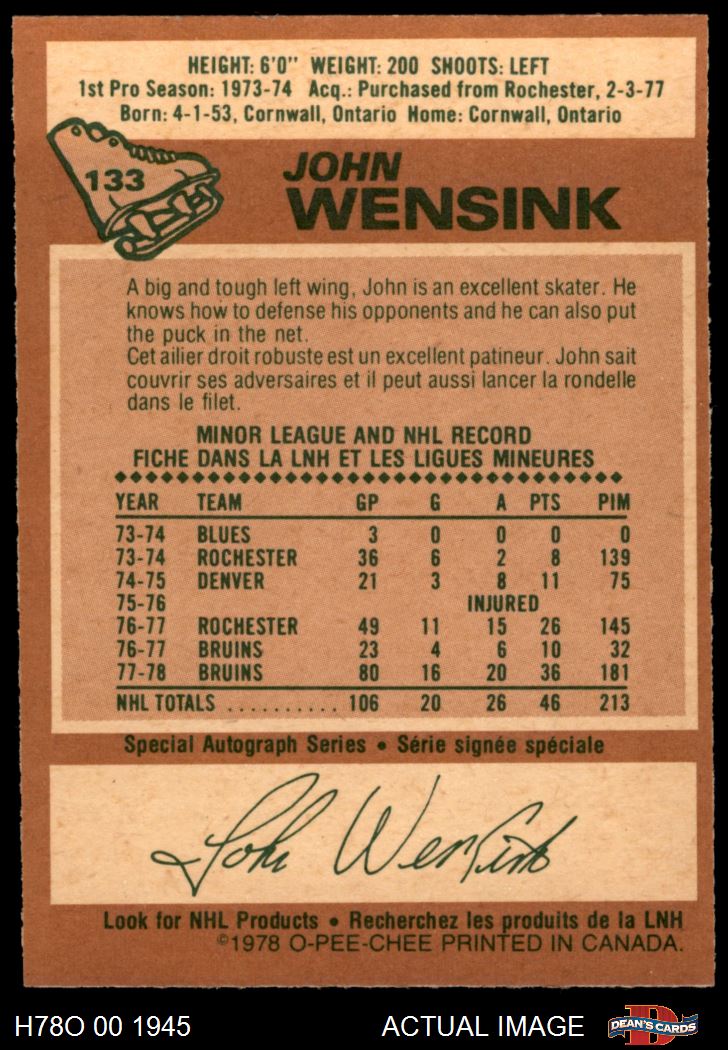 HEIGHT: 6'0" WEIGHT: 200 SHOOTS: LEFT
1st Pro Season: 1973-74 Acq.: Purchased from Rochester, 2-3-77
Born: 4-1-53, Cornwall, Ontario Home: Cornwall, Ontario
133
JOHN
WENSINK
A big and tough left wing, John is an excellent skater. He
knows how to defense his opponents and he can also put
the puck in the net.
Cet ailier droit robuste est un excellent patineur. John sait
couvrir ses adversaires et il peut aussi lancer la rondelle
dans le filet.
MINOR LEAGUE AND NHL RECORD
FICHE DANS LA LNH ET LES LIGUES MINEURES
YEAR TEAM GP G A PTS PIM
73-74 BLUES 3 0 0 0 0
73-74 ROCHESTER 36 6 2 8 139
74-75 DENVER 21 3 8 11 75
75-76 INJURED
76-77 ROCHESTER 49 11 15 26 145
76-77 BRUINS 23 4 6 10 32
77-78 BRUINS 80 16 20 36 181
NHL TOTALS .......... 106 20 26 46 213
Special Autograph Series • Série signée spéciale
John Wensink
Look for NHL Products • Recherchez les produits de la LNH
©1978 O-PEE-CHEE PRINTED IN CANADA.
H78O 00 1945 ACTUAL IMAGE DEAN'S CARDS